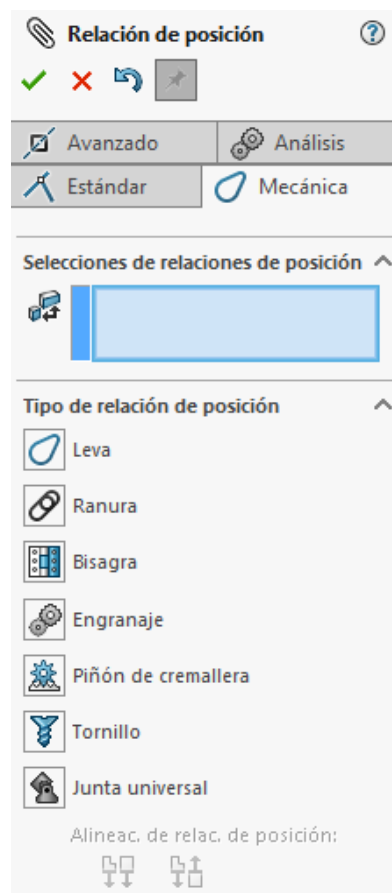 Relación de posición
Avanzado
Análisis
Estándar
Mecánica
Selecciones de relaciones de posición
Tipo de relación de posición
Leva
Ranura
Bisagra
Engranaje
Piñón de cremallera
Tornillo
Junta universal
Alineac. de relac. de posición: